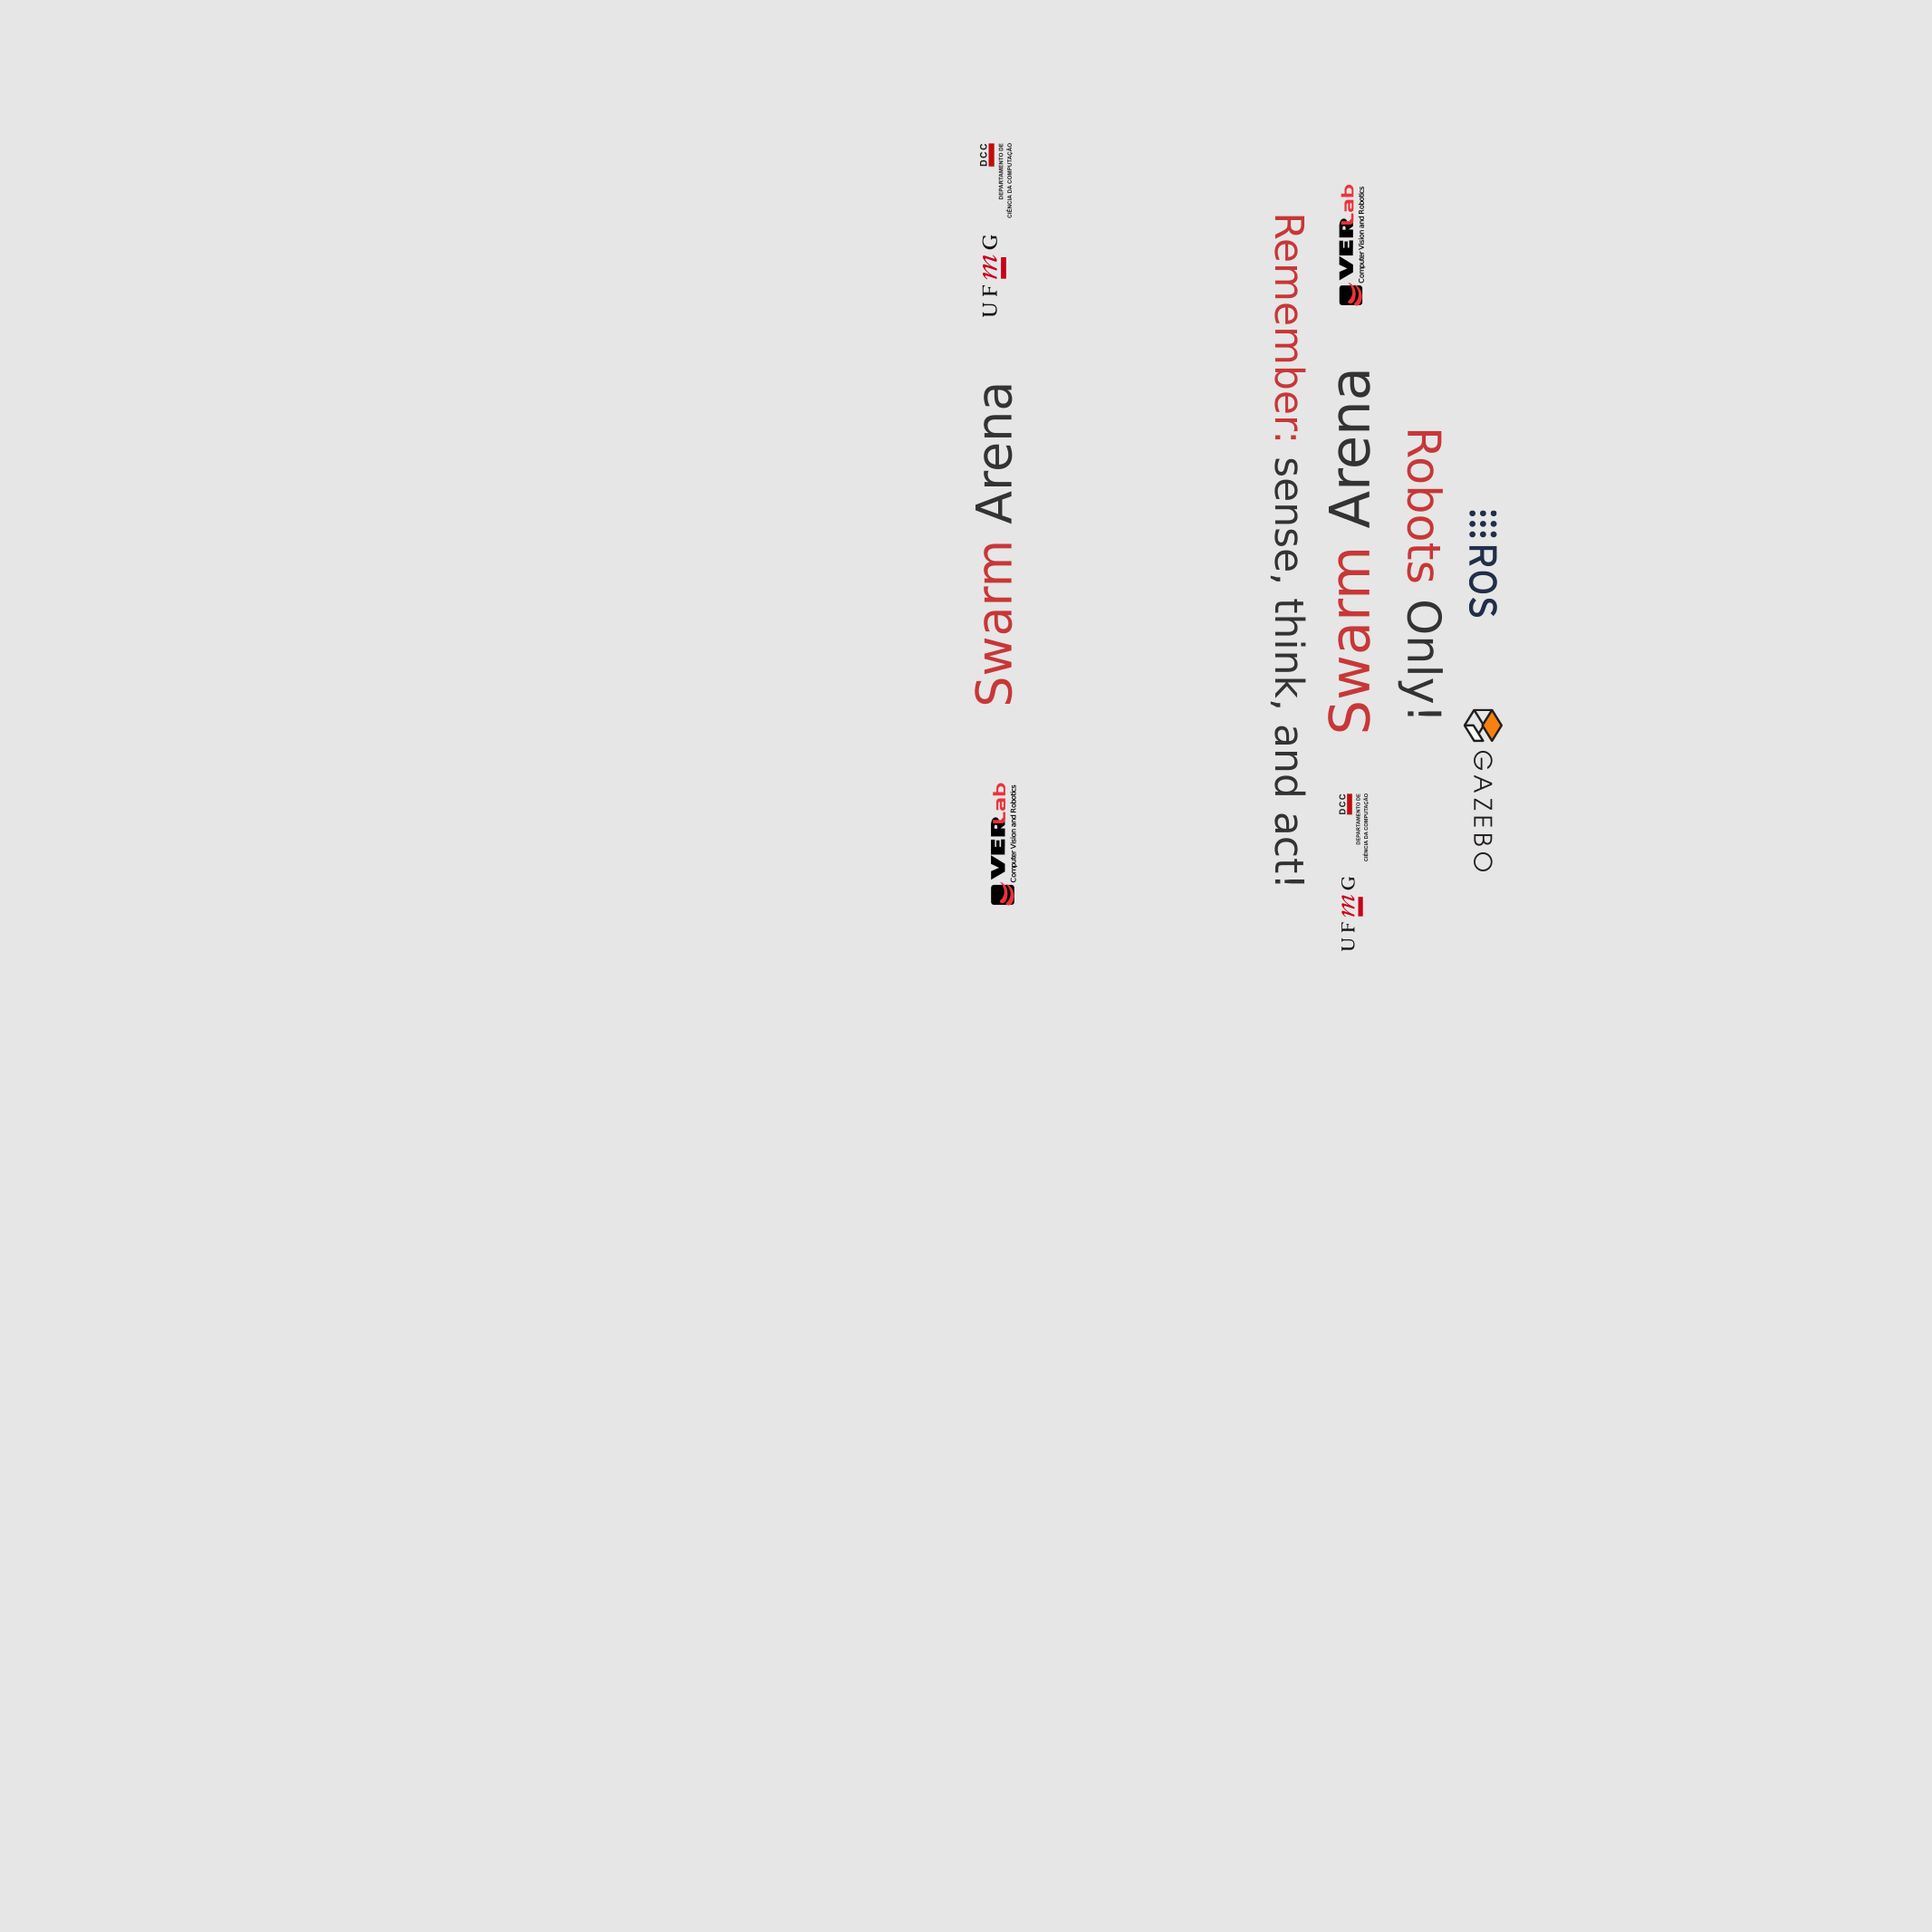 VERLab
Computer Vision and Robotics
Swarm Arena
UFmG
DCC
DEPARTAMENTO DE
CIÊNCIA DA COMPUTAÇÃO
Remember: sense, think, and act!
UFmG
DCC
DEPARTAMENTO DE
CIÊNCIA DA COMPUTAÇÃO
Swarm Arena
VERLab
Computer Vision and Robotics
Robots Only!
ROS
GAZEBO